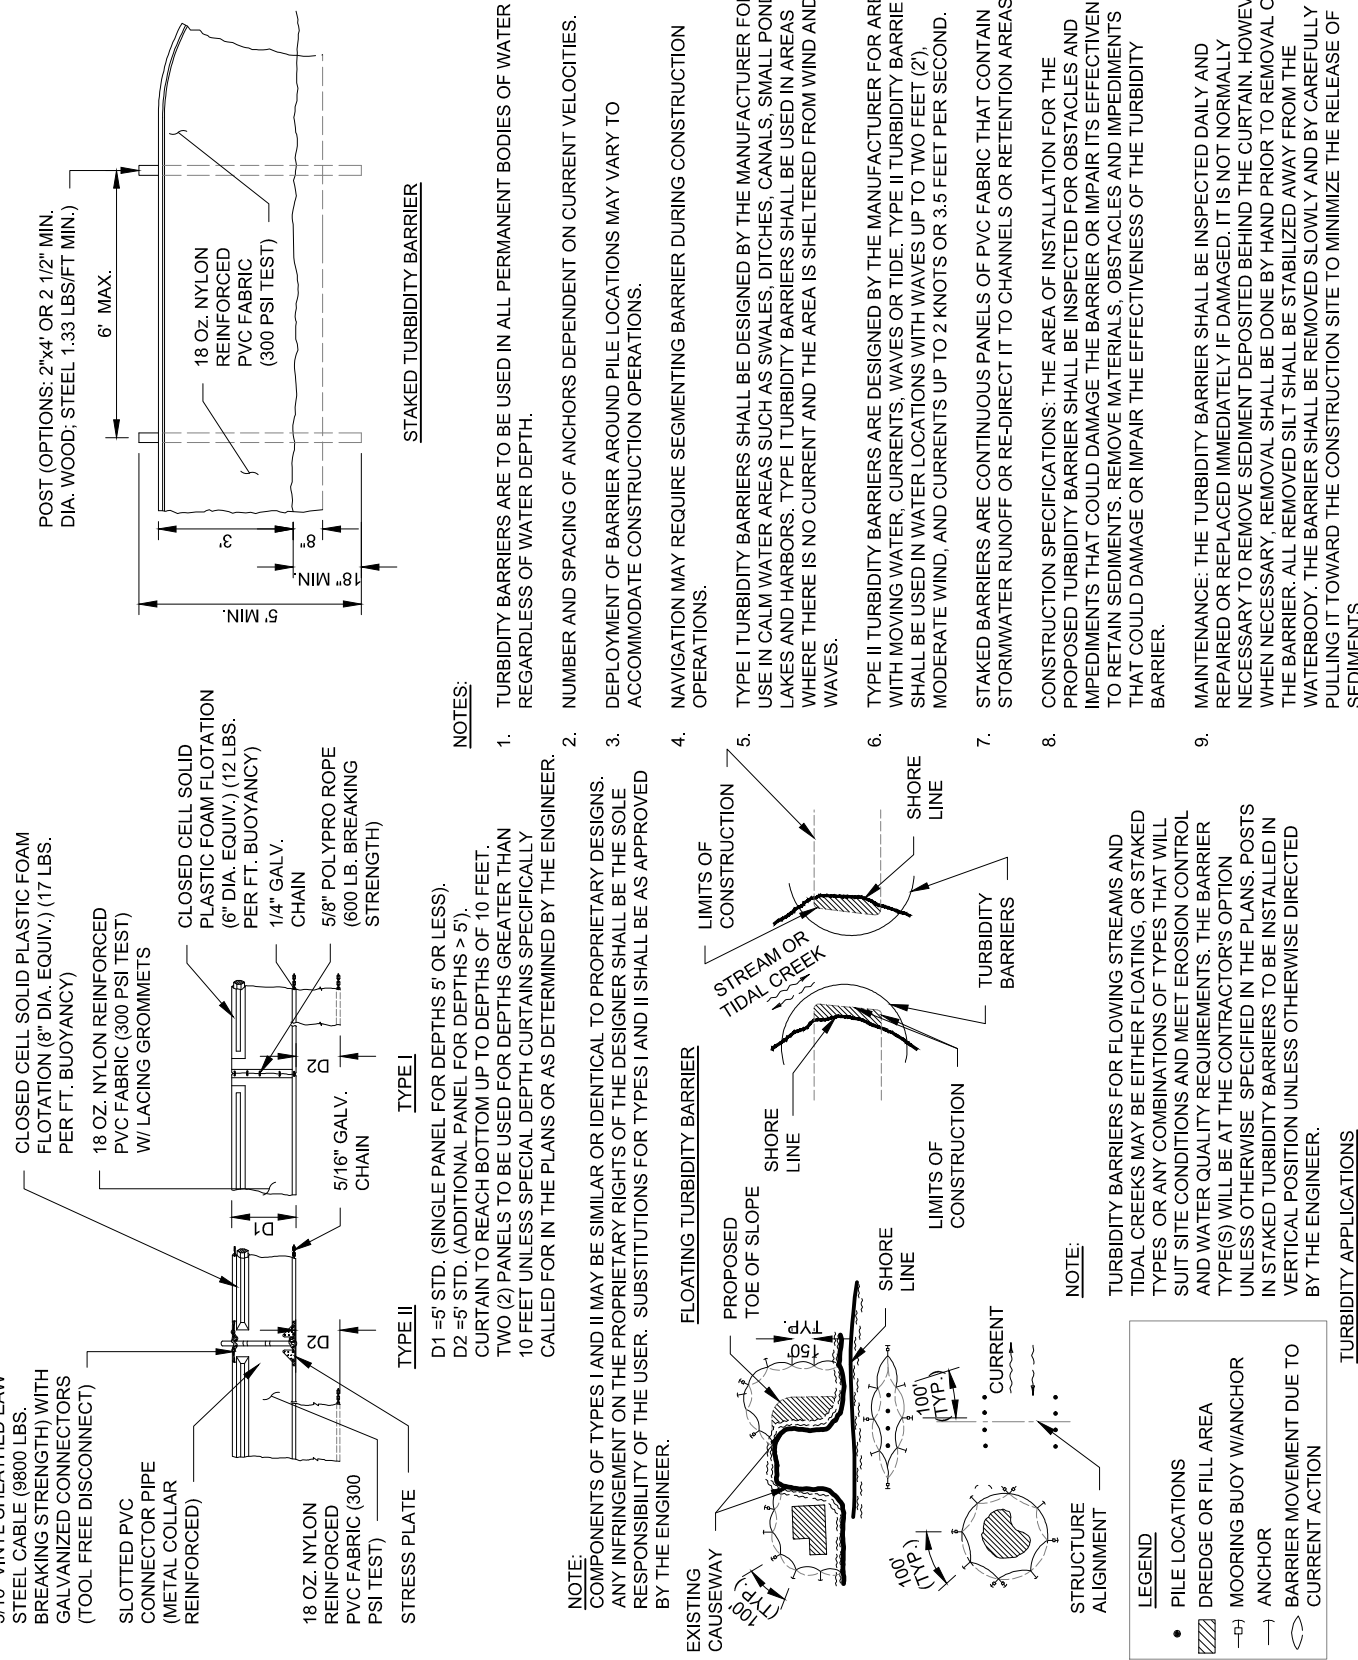 5/16" VINYL SHEATHED EAW
STEEL CABLE (9800 LBS.
BREAKING STRENGTH) WITH
GALVANIZED CONNECTORS
(TOOL FREE DISCONNECT)
SLOTTED PVC
CONNECTOR PIPE
(METAL COLLAR
REINFORCED)
18 OZ. NYLON
REINFORCED
PVC FABRIC (300
PSI TEST)
STRESS PLATE
CLOSED CELL SOLID PLASTIC FOAM
FLOTATION (8" DIA. EQUIV.) (17 LBS.
PER FT. BUOYANCY)
18 OZ. NYLON REINFORCED
PVC FABRIC (300 PSI TEST)
W/ LACING GROMMETS
CLOSED CELL SOLID
PLASTIC FOAM FLOTATION
(6" DIA. EQUIV.) (12 LBS.
PER FT. BUOYANCY)
1/4" GALV.
CHAIN
5/8" POLYPRO ROPE
(600 LB. BREAKING
STRENGTH)
D1
D2
D2
5/16" GALV.
CHAIN
TYPE II
TYPE I
D1 =5' STD. (SINGLE PANEL FOR DEPTHS 5' OR LESS).
D2 =5' STD. (ADDITIONAL PANEL FOR DEPTHS > 5').
CURTAIN TO REACH BOTTOM UP TO DEPTHS OF 10 FEET.
TWO (2) PANELS TO BE USED FOR DEPTHS GREATER THAN
10 FEET UNLESS SPECIAL DEPTH CURTAINS SPECIFICALLY
CALLED FOR IN THE PLANS OR AS DETERMINED BY THE ENGINEER.
NOTE:
COMPONENTS OF TYPES I AND II MAY BE SIMILAR OR IDENTICAL TO PROPRIETARY DESIGNS.
ANY INFRINGEMENT ON THE PROPRIETARY RIGHTS OF THE DESIGNER SHALL BE THE SOLE
RESPONSIBILITY OF THE USER. SUBSTITUTIONS FOR TYPES I AND II SHALL BE AS APPROVED
BY THE ENGINEER.
FLOATING TURBIDITY BARRIER
EXISTING
CAUSEWAY
PROPOSED
TOE OF SLOPE
150'
TYP.
SHORE
LINE
100'
(TYP.)
100'
(TYP.)
100'
(TYP.)
CURRENT
STRUCTURE
ALIGNMENT
LIMITS OF
CONSTRUCTION
STREAM OR
TIDAL CREEK
SHORE
LINE
SHORE
LINE
TURBIDITY
BARRIERS
LIMITS OF
CONSTRUCTION
LEGEND
PILE LOCATIONS
DREDGE OR FILL AREA
MOORING BUOY W/ANCHOR
ANCHOR
BARRIER MOVEMENT DUE TO
CURRENT ACTION
NOTE:
TURBIDITY BARRIERS FOR FLOWING STREAMS AND
TIDAL CREEKS MAY BE EITHER FLOATING, OR STAKED
TYPES OR ANY COMBINATIONS OF TYPES THAT WILL
SUIT SITE CONDITIONS AND MEET EROSION CONTROL
AND WATER QUALITY REQUIREMENTS. THE BARRIER
TYPE(S) WILL BE AT THE CONTRACTOR'S OPTION
UNLESS OTHERWISE SPECIFIED IN THE PLANS. POSTS
IN STAKED TURBIDITY BARRIERS TO BE INSTALLED IN
VERTICAL POSITION UNLESS OTHERWISE DIRECTED
BY THE ENGINEER.
TURBIDITY APPLICATIONS
POST (OPTIONS: 2"x4' OR 2 1/2" MIN.
DIA. WOOD; STEEL 1.33 LBS/FT MIN.)
6' MAX.
18 Oz. NYLON
REINFORCED
PVC FABRIC
(300 PSI TEST)
5' MIN.
3'
8"
18" MIN.
STAKED TURBIDITY BARRIER
NOTES:
1. TURBIDITY BARRIERS ARE TO BE USED IN ALL PERMANENT BODIES OF WATER
REGARDLESS OF WATER DEPTH.
2. NUMBER AND SPACING OF ANCHORS DEPENDENT ON CURRENT VELOCITIES.
3. DEPLOYMENT OF BARRIER AROUND PILE LOCATIONS MAY VARY TO
ACCOMMODATE CONSTRUCTION OPERATIONS.
4. NAVIGATION MAY REQUIRE SEGMENTING BARRIER DURING CONSTRUCTION
OPERATIONS.
5. TYPE I TURBIDITY BARRIERS SHALL BE DESIGNED BY THE MANUFACTURER FOR
USE IN CALM WATER AREAS SUCH AS SWALES, DITCHES, CANALS, SMALL POND
LAKES AND HARBORS. TYPE I TURBIDITY BARRIERS SHALL BE USED IN AREAS
WHERE THERE IS NO CURRENT AND THE AREA IS SHELTERED FROM WIND AND
WAVES.
6. TYPE II TURBIDITY BARRIERS ARE DESIGNED BY THE MANUFACTURER FOR ARE
WITH MOVING WATER, CURRENTS, WAVES OR TIDE. TYPE II TURBIDITY BARRIE
SHALL BE USED IN WATER LOCATIONS WITH WAVES UP TO TWO FEET (2'),
MODERATE WIND, AND CURRENTS UP TO 2 KNOTS OR 3.5 FEET PER SECOND.
7. STAKED BARRIERS ARE CONTINUOUS PANELS OF PVC FABRIC THAT CONTAIN
STORMWATER RUNOFF OR RE-DIRECT IT TO CHANNELS OR RETENTION AREAS
8. CONSTRUCTION SPECIFICATIONS: THE AREA OF INSTALLATION FOR THE
PROPOSED TURBIDITY BARRIER SHALL BE INSPECTED FOR OBSTACLES AND
IMPEDIMENTS THAT COULD DAMAGE THE BARRIER OR IMPAIR ITS EFFECTIVEN
TO RETAIN SEDIMENTS. REMOVE MATERIALS, OBSTACLES AND IMPEDIMENTS
THAT COULD DAMAGE OR IMPAIR THE EFFECTIVENESS OF THE TURBIDITY
BARRIER.
9. MAINTENANCE: THE TURBIDITY BARRIER SHALL BE INSPECTED DAILY AND
REPAIRED OR REPLACED IMMEDIATELY IF DAMAGED. IT IS NOT NORMALLY
NECESSARY TO REMOVE SEDIMENT DEPOSITED BEHIND THE CURTAIN. HOWEV
WHEN NECESSARY, REMOVAL SHALL BE DONE BY HAND PRIOR TO REMOVAL O
THE BARRIER. ALL REMOVED SILT SHALL BE STABILIZED AWAY FROM THE
WATERBODY. THE BARRIER SHALL BE REMOVED SLOWLY AND BY CAREFULLY
PULLING IT TOWARD THE CONSTRUCTION SITE TO MINIMIZE THE RELEASE OF
SEDIMENTS